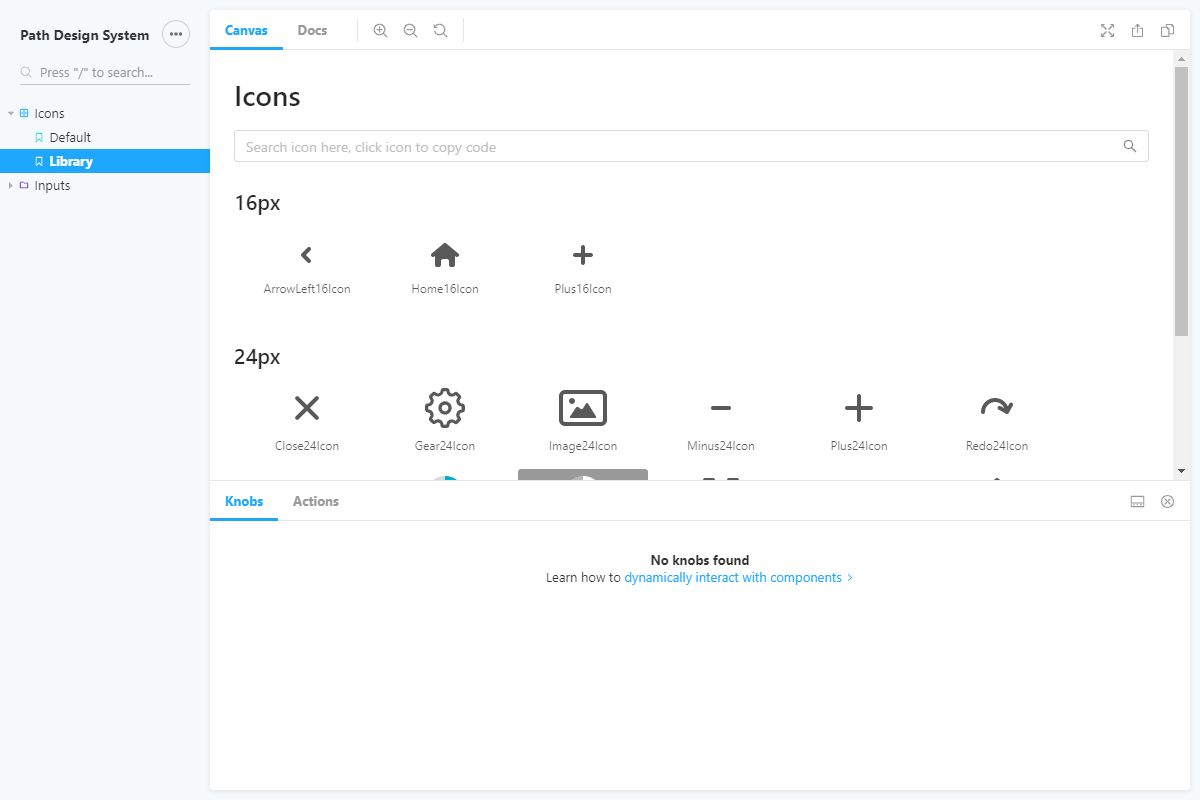 Path Design System
Press "/" to search...
Icons
Default
Library
Inputs
Canvas
Docs
Icons
Search icon here, click icon to copy code
16px
ArrowLeft16Icon
Home16Icon
Plus16Icon
24px
Close24Icon
Gear24Icon
Image24Icon
Minus24Icon
Plus24Icon
Redo24Icon
Knobs
Actions
No knobs found
Learn how to dynamically interact with components